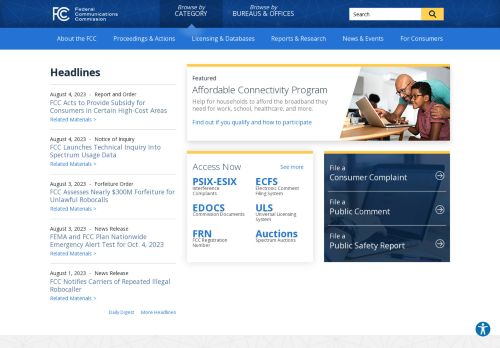 FCC Federal
Communications
Commission
Browse by
CATEGORY
Browse by
BUREAUS & OFFICES
Search
About the FCC
Proceedings & Actions
Licensing & Databases
Reports & Research
News & Events
For Consumers
Headlines
August 4, 2023 - Report and Order
FCC Acts to Provide Subsidy for
Consumers in Certain High-Cost Areas
Related Materials >
August 4, 2023 - Notice of Inquiry
FCC Launches Technical Inquiry Into
Spectrum Usage Data
Related Materials >
August 3, 2023 - Forfeiture Order
FCC Assesses Nearly $300M Forfeiture for
Unlawful Robocalls
Related Materials >
August 3, 2023 - News Release
FEMA and FCC Plan Nationwide
Emergency Alert Test for Oct. 4, 2023
Related Materials >
August 1, 2023 - News Release
FCC Notifies Carriers of Repeated Illegal
Robocaller
Related Materials >
Daily Digest
More Headlines
Featured
Affordable Connectivity Program
Help for households to afford the broadband they
need for work, school, healthcare, and more.
Find out if you qualify and how to participate
Access Now
See more
PSIX-ESIX
Interference
Complaints
ECFS
Electronic Comment
Filing System
EDOCS
Commission Documents
ULS
Universal Licensing
System
FRN
FCC Registration
Number
Auctions
Spectrum Auctions
File a
Consumer Complaint
File a
Public Comment
File a
Public Safety Report